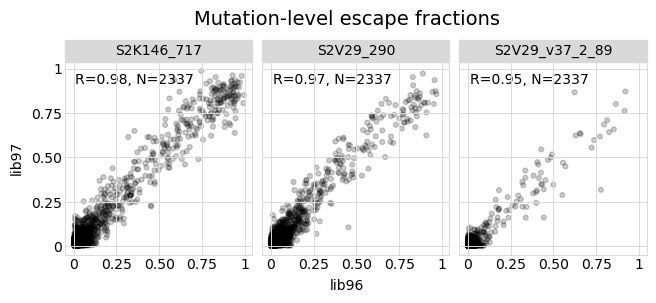 Mutation-level escape fractions
S2K146_717
S2V29_290
S2V29_v37_2_89
R=0.98, N=2337
R=0.97, N=2337
R=0.95, N=2337
1
0.75
0.50
0.25
0
lib97
0 0.25 0.50 0.75 1
0 0.25 0.50 0.75 1
0 0.25 0.50 0.75 1
lib96